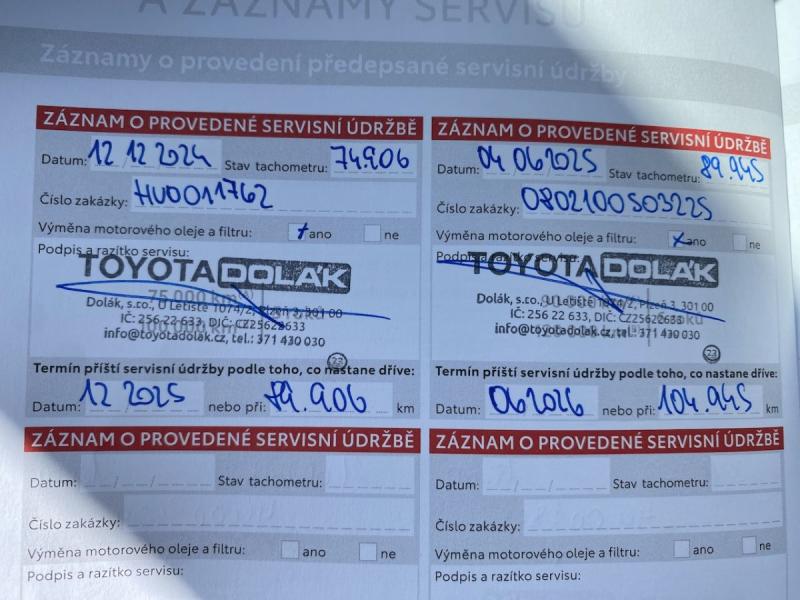 A ZÁZNAMY SERVISU
Záznamy o provedení předepsané servisní údržby
ZÁZNAM O PROVEDENÉ SERVISNÍ ÚDRŽBĚ
Datum: 12 12 2024 Stav tachometru: 74.906
Číslo zakázky: HU0011762
Výměna motorového oleje a filtru: ano ne
Podpis a razítko servisu:
TOYOTA DOLÁK
75 000 km
Dolák, s.r.o., U Letiště 1074/2, Plzeň 3, 301 00
IČ: 256 22 633, DIČ: CZ25622633
info@toyotadolak.cz, tel.: 371 430 030
23
Termín příští servisní údržby podle toho, co nastane dříve:
Datum: 12 2025 nebo při: 89.906 km
ZÁZNAM O PROVEDENÉ SERVISNÍ ÚDRŽBĚ
Datum: 04 06 2025 Stav tachometru: 89.945
Číslo zakázky: 0802100503225
Výměna motorového oleje a filtru: ano ne
Podpis a razítko servisu:
TOYOTA DOLÁK
Dolák, s.r.o., U Letiště 1074/2, Plzeň 3, 301 00
IČ: 256 22 633, DIČ: CZ25622633
info@toyotadolak.cz, tel.: 371 430 030
23
Termín příští servisní údržby podle toho, co nastane dříve:
Datum: 06 2026 nebo při: 104.945 km
ZÁZNAM O PROVEDENÉ SERVISNÍ ÚDRŽBĚ
Datum: Stav tachometru:
Číslo zakázky:
Výměna motorového oleje a filtru: ano ne
Podpis a razítko servisu:
ZÁZNAM O PROVEDENÉ SERVISNÍ ÚDRŽBĚ
Datum: Stav tachometru:
Číslo zakázky:
Výměna motorového oleje a filtru: ano ne
Podpis a razítko servisu: